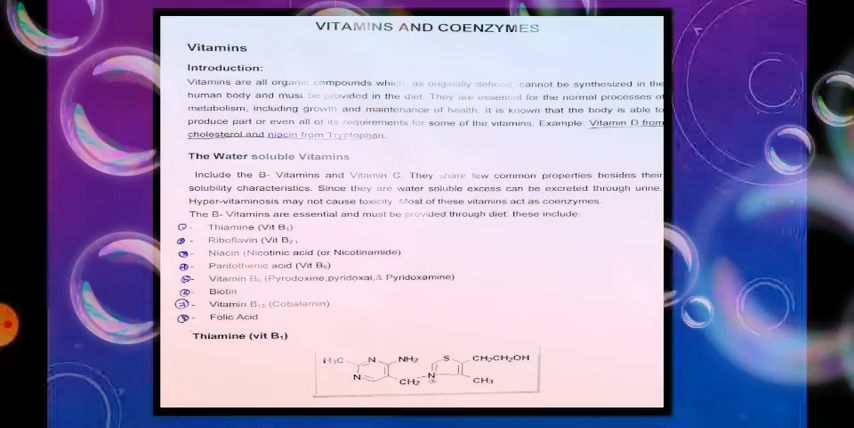 VITAMINS AND COENZYMES
Vitamins
Introduction:
Vitamins are all organic compounds which as originally defined, cannot be synthesized in the
human body and must be provided in the diet. They are essential for the normal processes of
metabolism, including growth and maintenance of health. It is known that the body is able to
produce part or even all of its requirements for some of the vitamins. Example: Vitamin D from
cholesterol and niacin from Tryptophan.
The Water soluble Vitamins
Include the B- Vitamins and Vitamin C. They share few common properties besides their
solubility characteristics. Since they are water soluble excess can be excreted through urine.
Hyper-vitaminosis may not cause toxicity. Most of these vitamins act as coenzymes.
The B- Vitamins are essential and must be provided through diet. these include:
1 - Thiamine (Vit B₁)
2 - Riboflavin (Vit B₂)
3 - Niacin (Nicotinic acid (or Nicotinamide)
4 - Pantothenic acid (Vit B₅)
5 - Vitamin B₆ (Pyrodoxine,pyridoxal,& Pyridoxamine)
6 - Biotin
7 - Vitamin B₁₂ (Cobalamin)
8 - Folic Acid
Thiamine (vit B₁)
H₃C N NH₂ S CH₂CH₂OH
N CH₂ N ⊕ CH₃